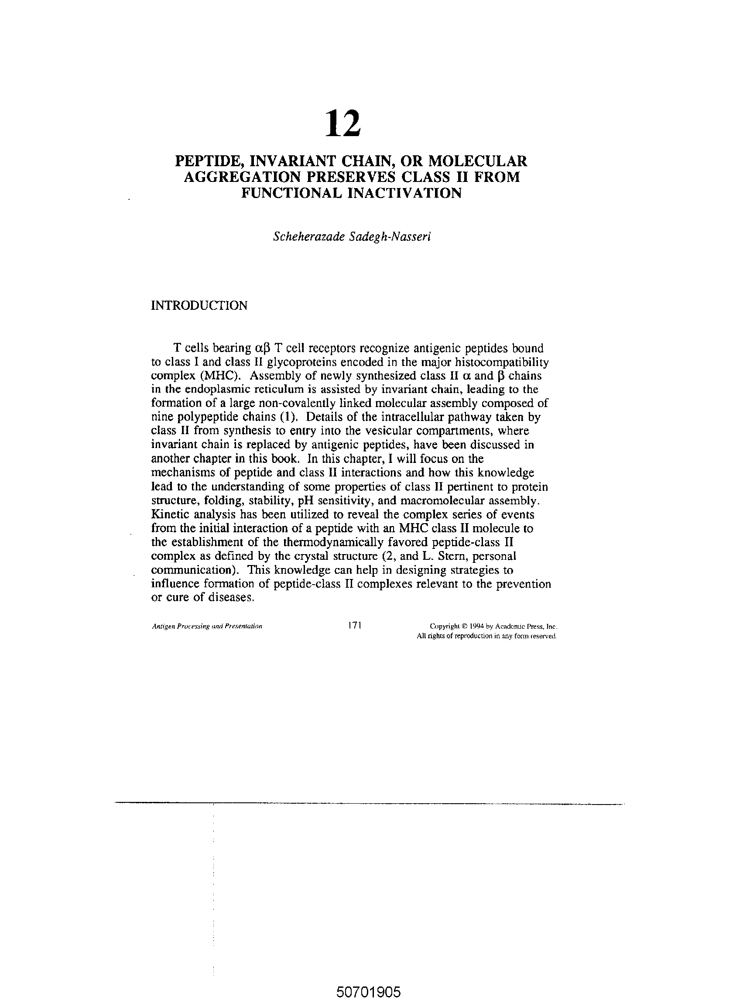 12
PEPTIDE, INVARIANT CHAIN, OR MOLECULAR
AGGREGATION PRESERVES CLASS II FROM
FUNCTIONAL INACTIVATION
Scheherazade Sadegh-Nasseri
INTRODUCTION
T cells bearing αβ T cell receptors recognize antigenic peptides bound
to class I and class II glycoproteins encoded in the major histocompatibility
complex (MHC). Assembly of newly synthesized class II α and β chains
in the endoplasmic reticulum is assisted by invariant chain, leading to the
formation of a large non-covalently linked molecular assembly composed of
nine polypeptide chains (1). Details of the intracellular pathway taken by
class II from synthesis to entry into the vesicular compartments, where
invariant chain is replaced by antigenic peptides, have been discussed in
another chapter in this book. In this chapter, I will focus on the
mechanisms of peptide and class II interactions and how this knowledge
lead to the understanding of some properties of class II pertinent to protein
structure, folding, stability, pH sensitivity, and macromolecular assembly.
Kinetic analysis has been utilized to reveal the complex series of events
from the initial interaction of a peptide with an MHC class II molecule to
the establishment of the thermodynamically favored peptide-class II
complex as defined by the crystal structure (2, and L. Stern, personal
communication). This knowledge can help in designing strategies to
influence formation of peptide-class II complexes relevant to the prevention
or cure of diseases.
Antigen Processing and Presentation 171 Copyright © 1994 by Academic Press, Inc.
All rights of reproduction in any form reserved.
50701905